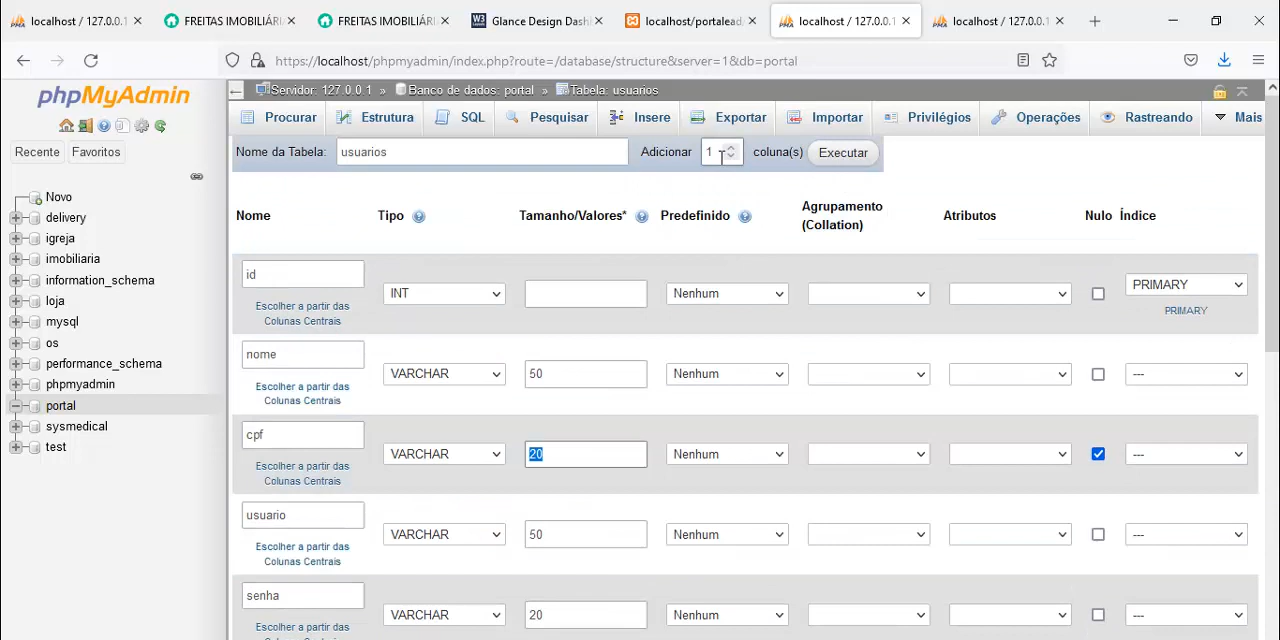 localhost / 127.0.0.1
FREITAS IMOBILIÁRI
FREITAS IMOBILIÁRI
Glance Design Dash
localhost/portalead
localhost / 127.0.0.1
localhost / 127.0.0.1
https://localhost/phpmyadmin/index.php?route=/database/structure&server=1&db=portal
phpMyAdmin
Recente Favoritos
Novo
delivery
igreja
imobiliaria
information_schema
loja
mysql
os
performance_schema
phpmyadmin
portal
sysmedical
test
Servidor: 127.0.0.1 » Banco de dados: portal » Tabela: usuarios
Procurar Estrutura SQL Pesquisar Insere Exportar Importar Privilégios Operações Rastreando Mais
Nome da Tabela: usuarios Adicionar 1 coluna(s) Executar
Nome Tipo Tamanho/Valores* Predefinido Agrupamento (Collation) Atributos Nulo Índice
id INT Nenhum PRIMARY
Escolher a partir das PRIMARY
Colunas Centrais
nome VARCHAR 50 Nenhum ---
Escolher a partir das
Colunas Centrais
cpf VARCHAR 20 Nenhum ---
Escolher a partir das
Colunas Centrais
usuario VARCHAR 50 Nenhum ---
Escolher a partir das
Colunas Centrais
senha VARCHAR 20 Nenhum ---
Escolher a partir das